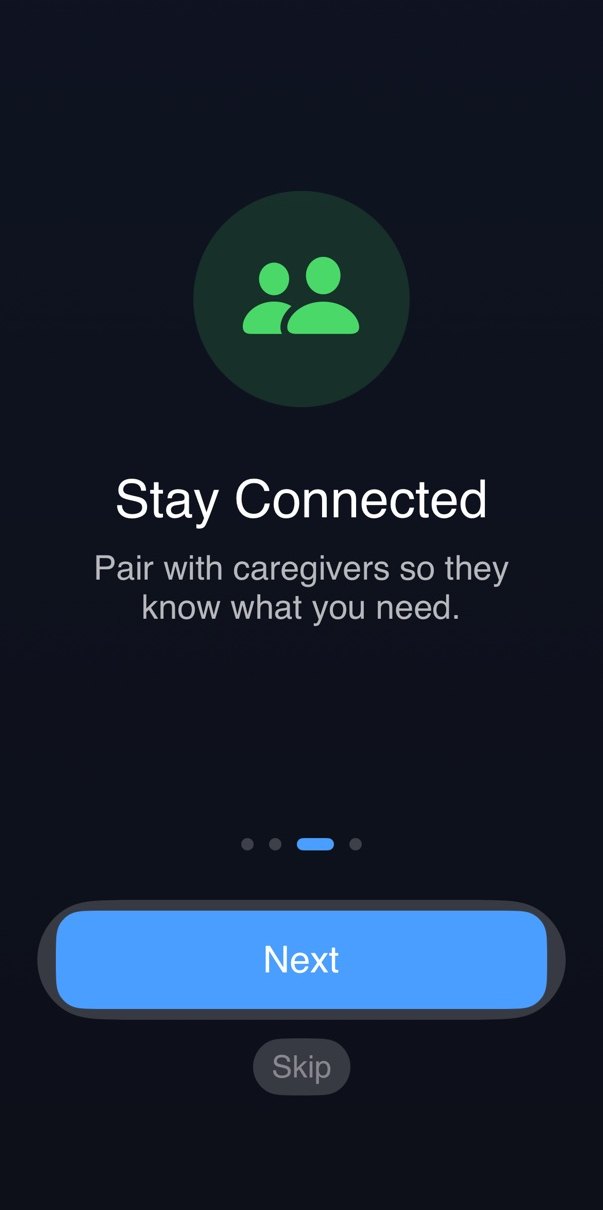 Stay Connected
Pair with caregivers so they
know what you need.
Next
Skip